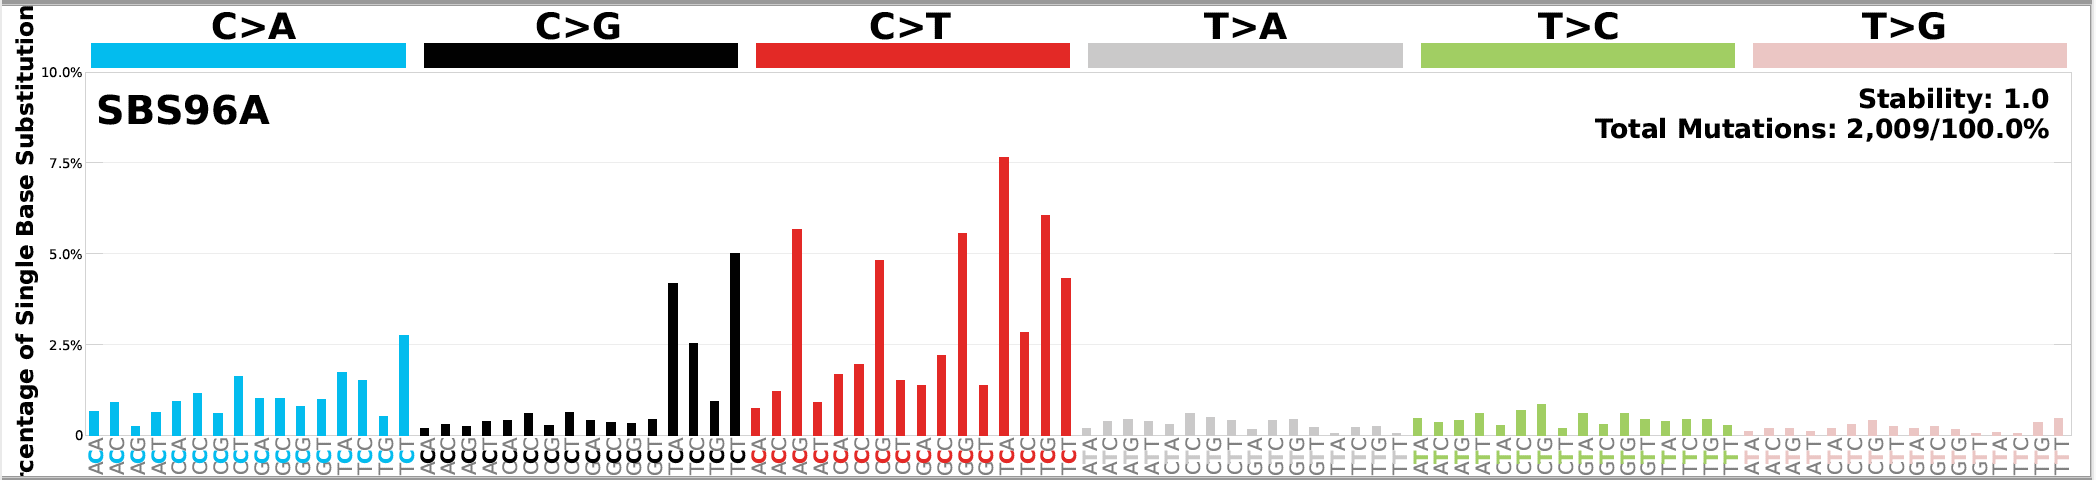 C>A C>G C>T T>A T>C T>G
rcentage of Single Base Substitution
10.0%
7.5%
5.0%
2.5%
0
SBS96A
Stability: 1.0
Total Mutations: 2,009/100.0%
ACA ACC ACG ACT CCA CCC CCG CCT GCA GCC GCG GCT TCA TCC TCG TCT ACA ACC ACG ACT CCA CCC CCG CCT GCA GCC GCG GCT TCA TCC TCG TCT ACA ACC ACG ACT CCA CCC CCG CCT GCA GCC GCG GCT TCA TCC TCG TCT ATA ATC ATG ATT CTA CTC CTG CTT GTA GTC GTG GTT TTA TTC TTG TTT ATA ATC ATG ATT CTA CTC CTG CTT GTA GTC GTG GTT TTA TTC TTG TTT ATA ATC ATG ATT CTA CTC CTG CTT GTA GTC GTG GTT TTA TTC TTG TTT